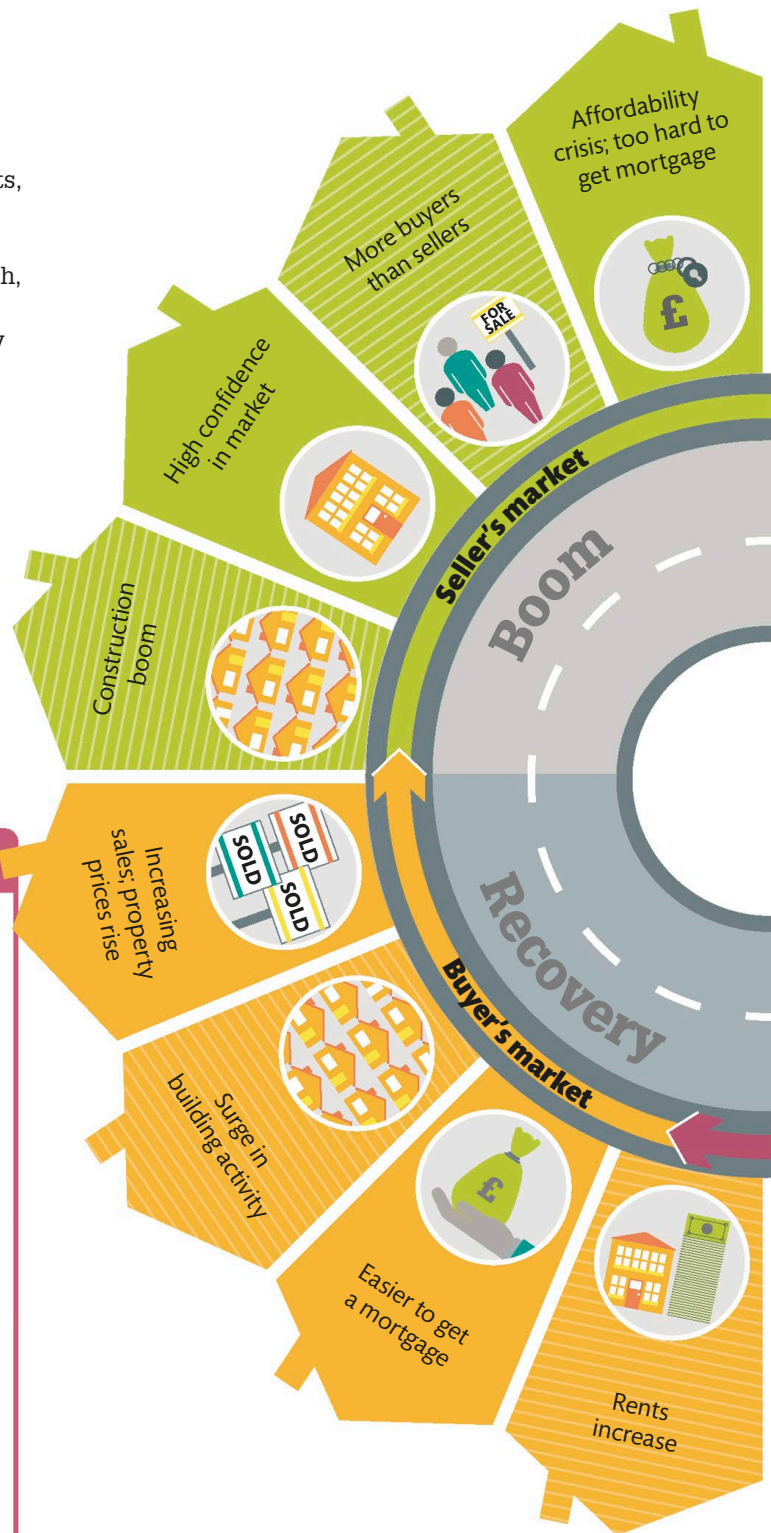 ts,
h,
Affordability
crisis; too hard to
get mortgage
£
More buyers
than sellers
FOR
SALE
High confidence
in market
Construction
boom
Seller's market
Boom
Increasing
sales; property
prices rise
SOLD
SOLD
SOLD
Recovery
Buyer's market
Surge in
building activity
Easier to get
a mortgage
£
Rents
increase